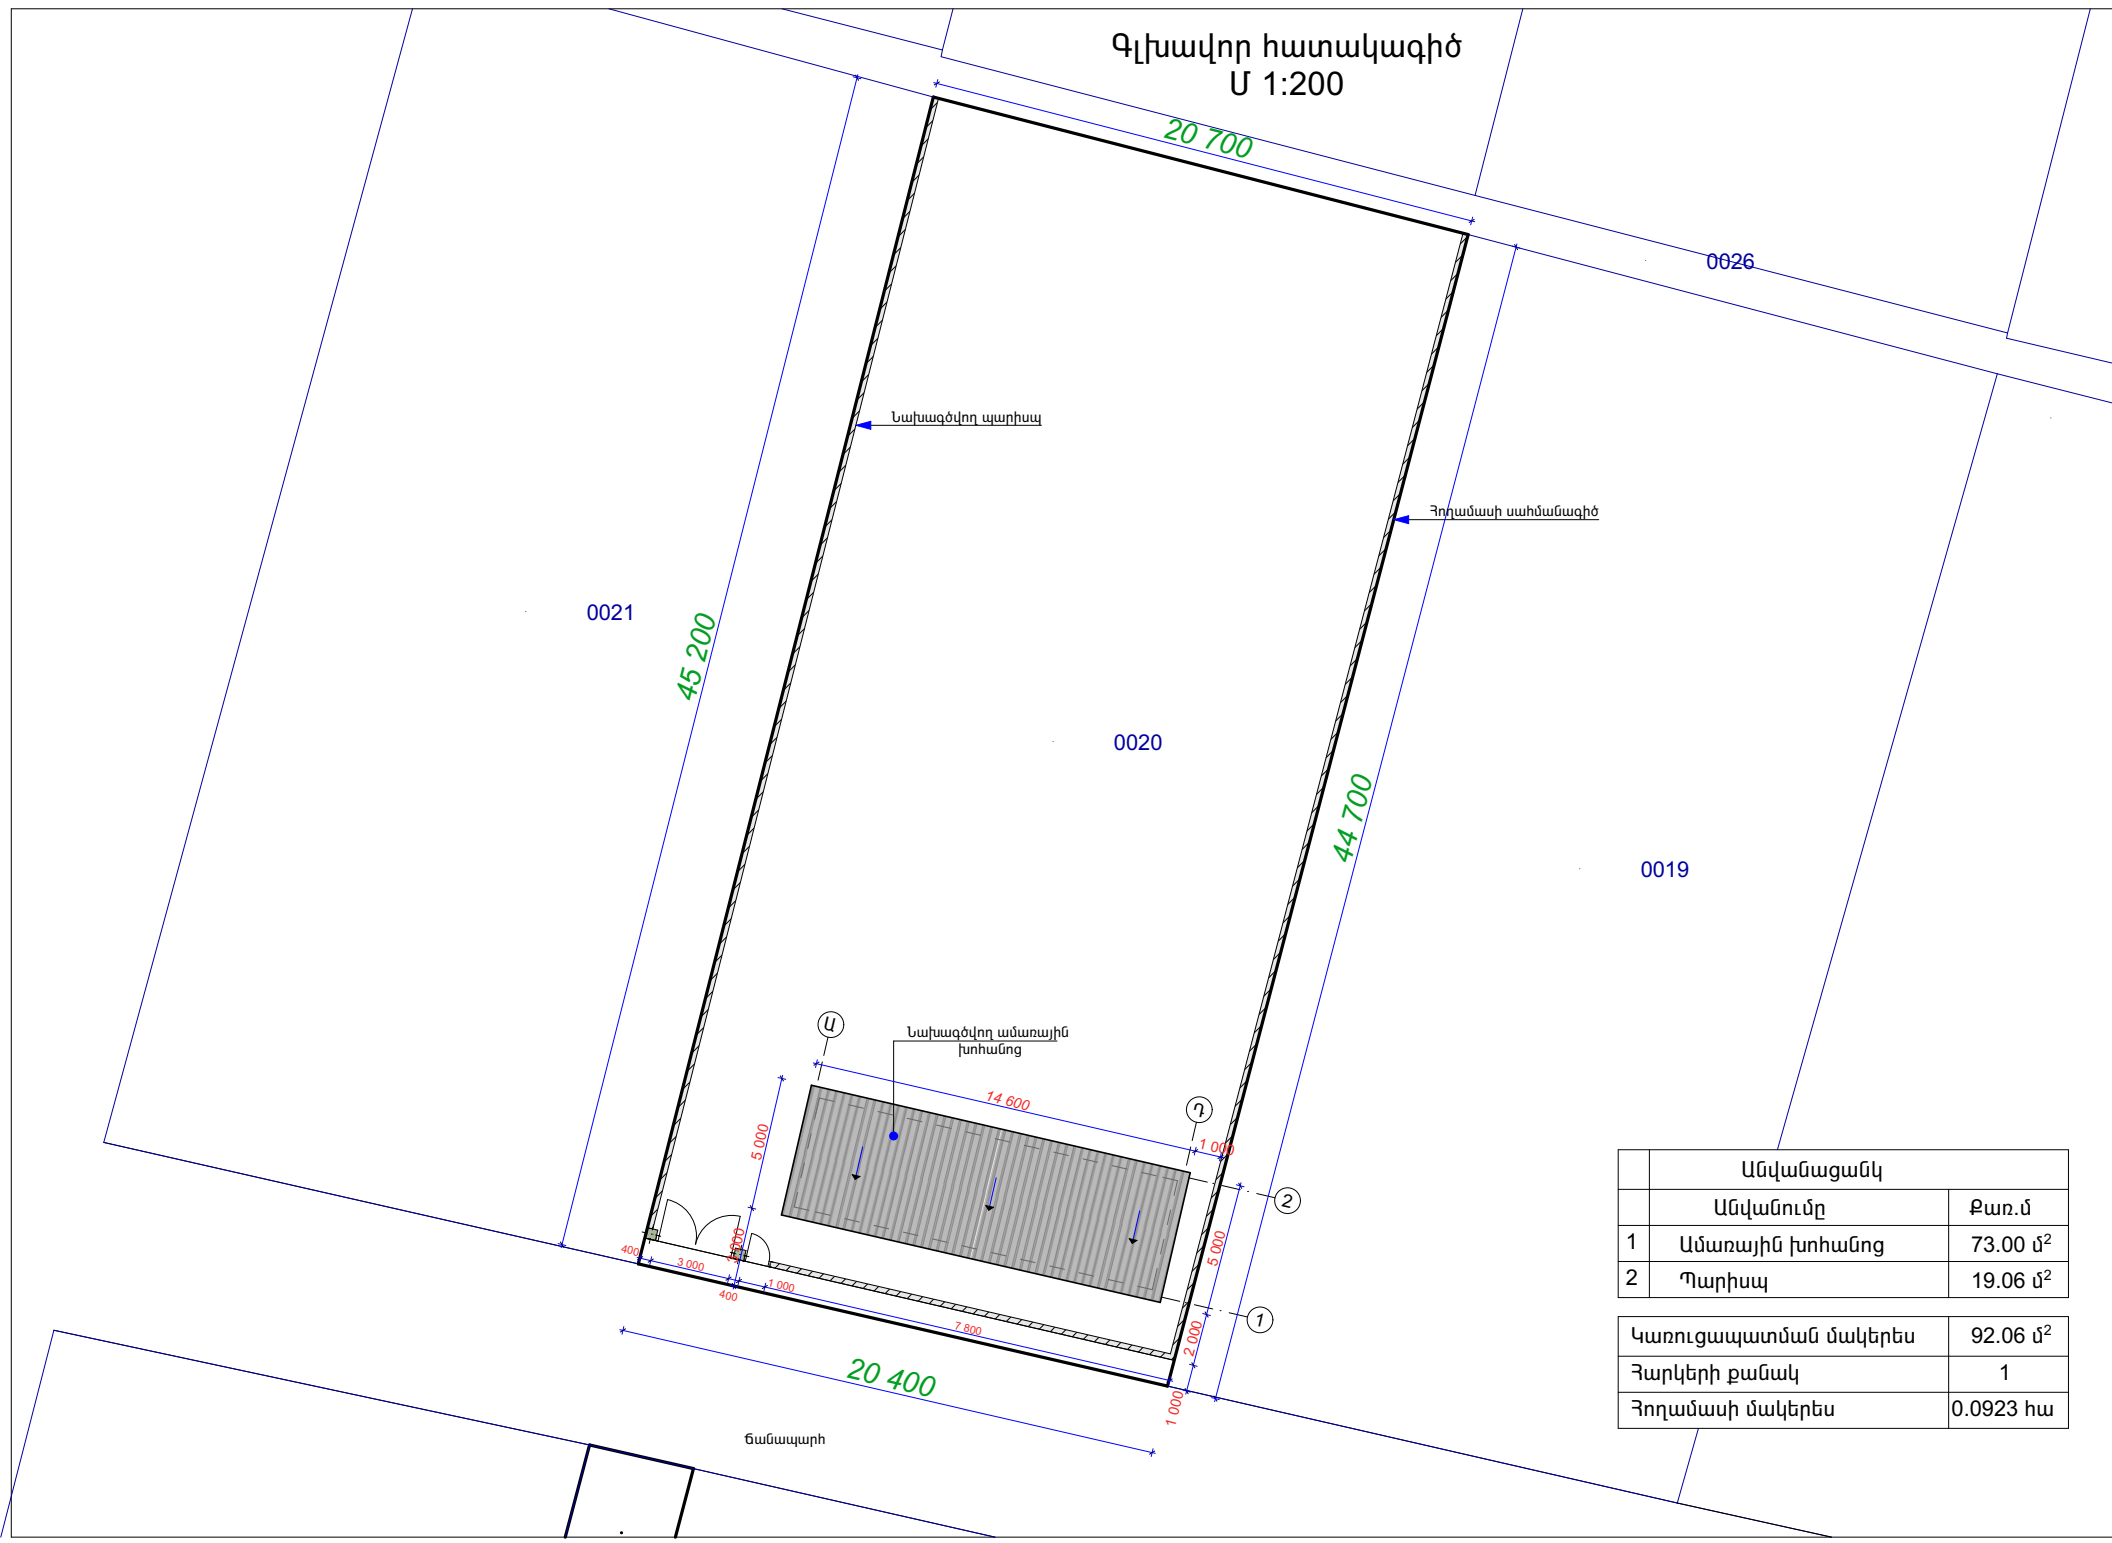 Գլխավոր հատակագիծ
Մ 1:200
20 700
0026
Նախագծվող պարիսպ
Հողամասի սահմանագիծ
0021
45 200
0020
44 700
0019
Ա
Նախագծվող ամառային
խոհանոց
14 600
Դ
1 000
5 000
2
5 000
1
2 000
1 000
400
3 000
400
1 000
7 800
20 400
Ճանապարհ
Անվանացանկ
Անվանումը Քառ.մ
1 Ամառային խոհանոց 73.00 մ²
2 Պարիսպ 19.06 մ²
Կառուցապատման մակերես 92.06 մ²
Հարկերի քանակ 1
Հողամասի մակերես 0.0923 հա